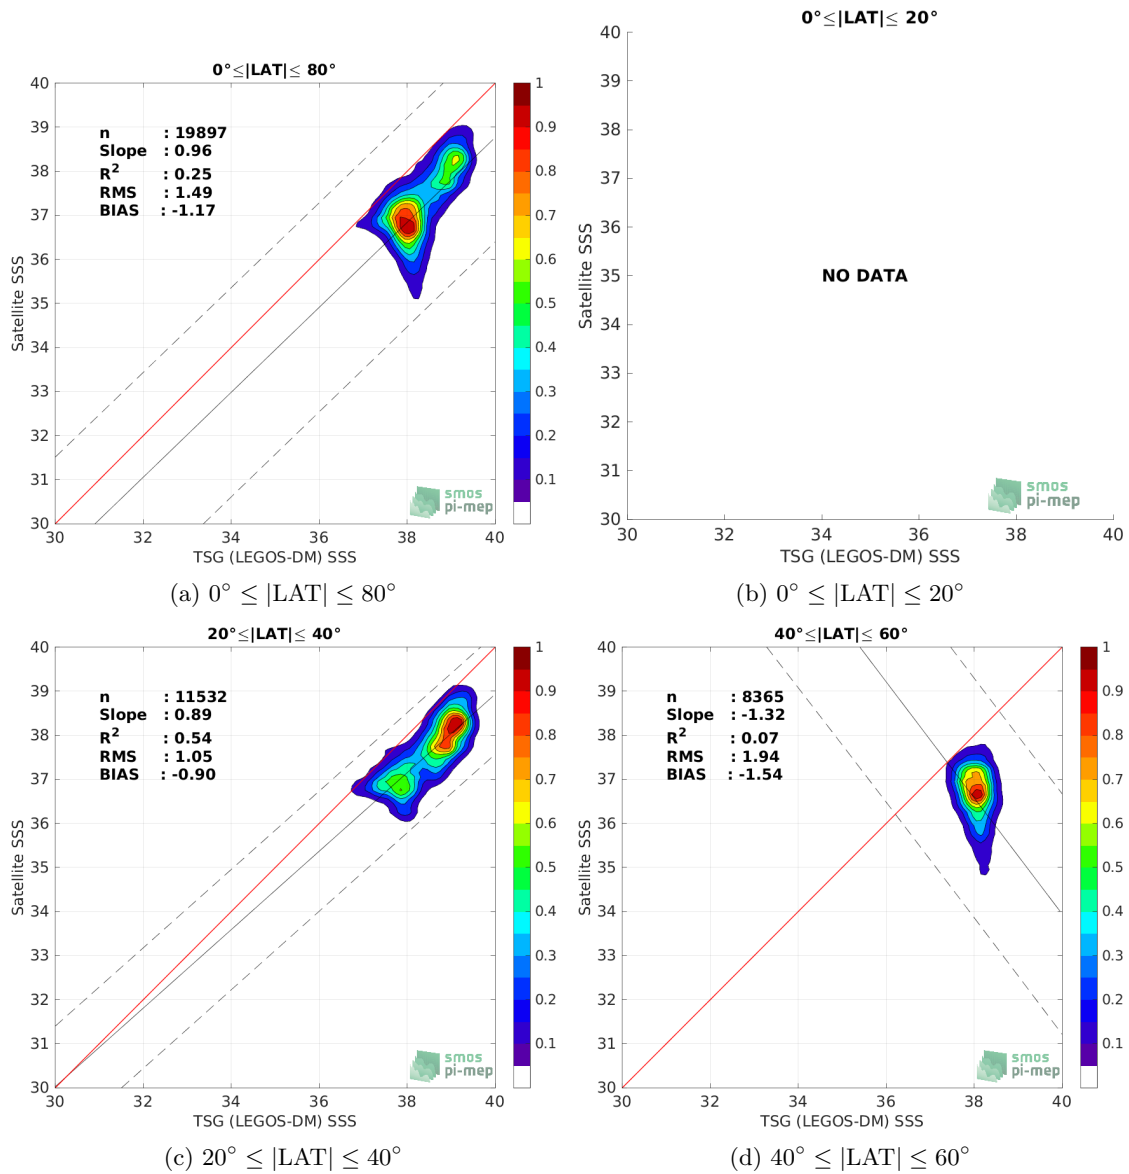 0°≤|LAT|≤ 80°
40
39
38
37
36
35
34
33
32
31
30
Satellite SSS
n : 19897
Slope : 0.96
R² : 0.25
RMS : 1.49
BIAS : -1.17
1
0.9
0.8
0.7
0.6
0.5
0.4
0.3
0.2
0.1
smos
pi-mep
30 32 34 36 38 40
TSG (LEGOS-DM) SSS
(a) 0° ≤ |LAT| ≤ 80°
0°≤|LAT|≤ 20°
40
39
38
37
36
35
34
33
32
31
30
Satellite SSS
NO DATA
smos
pi-mep
30 32 34 36 38 40
TSG (LEGOS-DM) SSS
(b) 0° ≤ |LAT| ≤ 20°
20°≤|LAT|≤ 40°
40
39
38
37
36
35
34
33
32
31
30
Satellite SSS
n : 11532
Slope : 0.89
R² : 0.54
RMS : 1.05
BIAS : -0.90
1
0.9
0.8
0.7
0.6
0.5
0.4
0.3
0.2
0.1
smos
pi-mep
30 32 34 36 38 40
TSG (LEGOS-DM) SSS
(c) 20° ≤ |LAT| ≤ 40°
40°≤|LAT|≤ 60°
40
39
38
37
36
35
34
33
32
31
30
Satellite SSS
n : 8365
Slope : -1.32
R² : 0.07
RMS : 1.94
BIAS : -1.54
1
0.9
0.8
0.7
0.6
0.5
0.4
0.3
0.2
0.1
smos
pi-mep
30 32 34 36 38 40
TSG (LEGOS-DM) SSS
(d) 40° ≤ |LAT| ≤ 60°